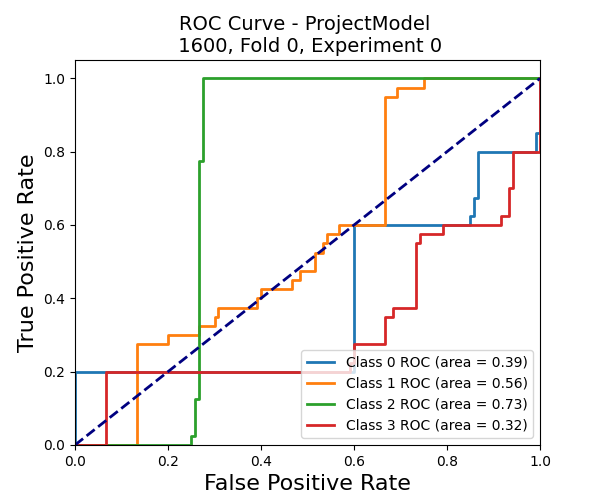 ROC Curve - ProjectModel
1600, Fold 0, Experiment 0
True Positive Rate
1.0
0.8
0.6
0.4
0.2
0.0
Class 0 ROC (area = 0.39)
Class 1 ROC (area = 0.56)
Class 2 ROC (area = 0.73)
Class 3 ROC (area = 0.32)
0.0 0.2 0.4 0.6 0.8 1.0
False Positive Rate